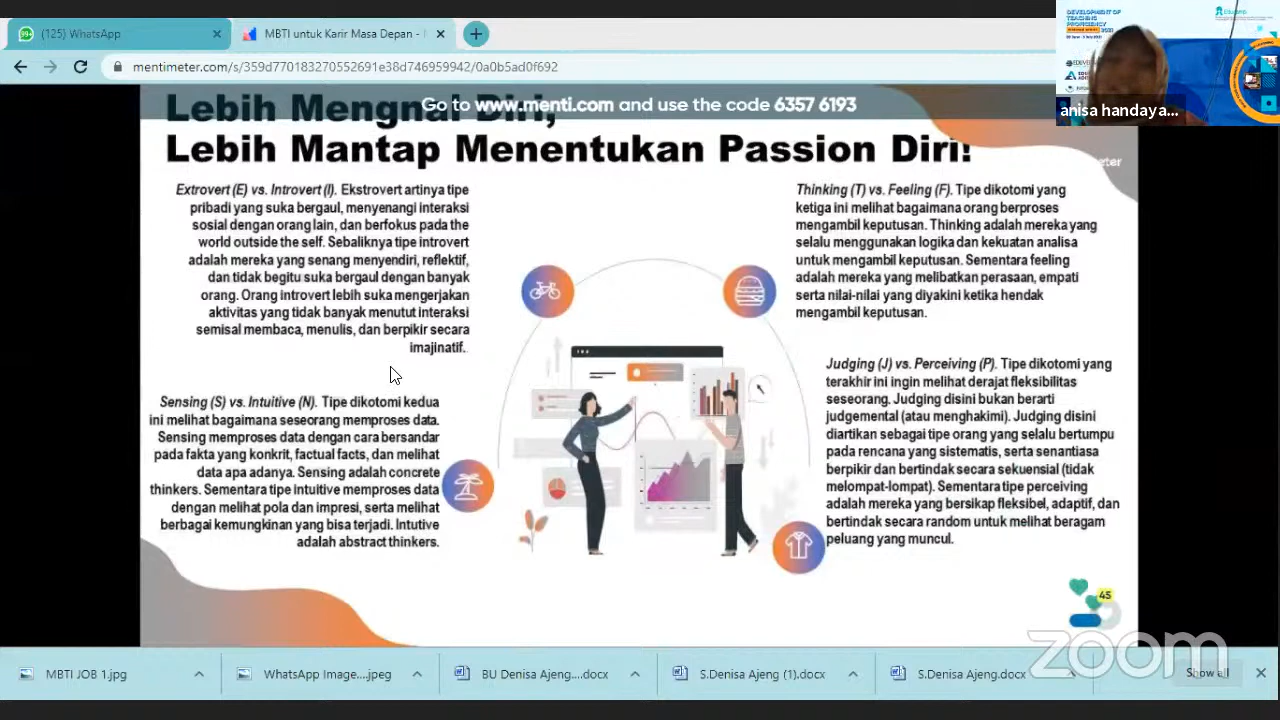 (125) WhatsApp
MBTI untuk Karir Masa Depan -
mentimeter.com/s/359d770183270552691e3cd746959942/0a0b5ad0f692
DEVELOPMENT OF
TEACHING
PROFICIENCY
anisa handaya...
Go to www.menti.com and use the code 6357 6193
Lebih Mengnal Diri,
Lebih Mantap Menentukan Passion Diri!
Extrovert (E) vs. Introvert (I). Ekstrovert artinya tipe
pribadi yang suka bergaul, menyenangi interaksi
sosial dengan orang lain, dan berfokus pada the
world outside the self. Sebaliknya tipe introvert
adalah mereka yang senang menyendiri, reflektif,
dan tidak begitu suka bergaul dengan banyak
orang. Orang introvert lebih suka mengerjakan
aktivitas yang tidak banyak menutut interaksi
semisal membaca, menulis, dan berpikir secara
imajinatif.
Sensing (S) vs. Intuitive (N). Tipe dikotomi kedua
ini melihat bagaimana seseorang memproses data.
Sensing memproses data dengan cara bersandar
pada fakta yang konkrit, factual facts, dan melihat
data apa adanya. Sensing adalah concrete
thinkers. Sementara tipe intuitive memproses data
dengan melihat pola dan impresi, serta melihat
berbagai kemungkinan yang bisa terjadi. Intutive
adalah abstract thinkers.
Thinking (T) vs. Feeling (F). Tipe dikotomi yang
ketiga ini melihat bagaimana orang berproses
mengambil keputusan. Thinking adalah mereka yang
selalu menggunakan logika dan kekuatan analisa
untuk mengambil keputusan. Sementara feeling
adalah mereka yang melibatkan perasaan, empati
serta nilai-nilai yang diyakini ketika hendak
mengambil keputusan.
Judging (J) vs. Perceiving (P). Tipe dikotomi yang
terakhir ini ingin melihat derajat fleksibilitas
seseorang. Judging disini bukan berarti
judgemental (atau menghakimi). Judging disini
diartikan sebagai tipe orang yang selalu bertumpu
pada rencana yang sistematis, serta senantiasa
berpikir dan bertindak secara sekuensial (tidak
melompat-lompat). Sementara tipe perceiving
adalah mereka yang bersikap fleksibel, adaptif, dan
bertindak secara random untuk melihat beragam
peluang yang muncul.
45
zoom
MBTI JOB 1.jpg
WhatsApp Image....jpeg
BU Denisa Ajeng....docx
S.Denisa Ajeng (1).docx
S.Denisa Ajeng.docx
Show all